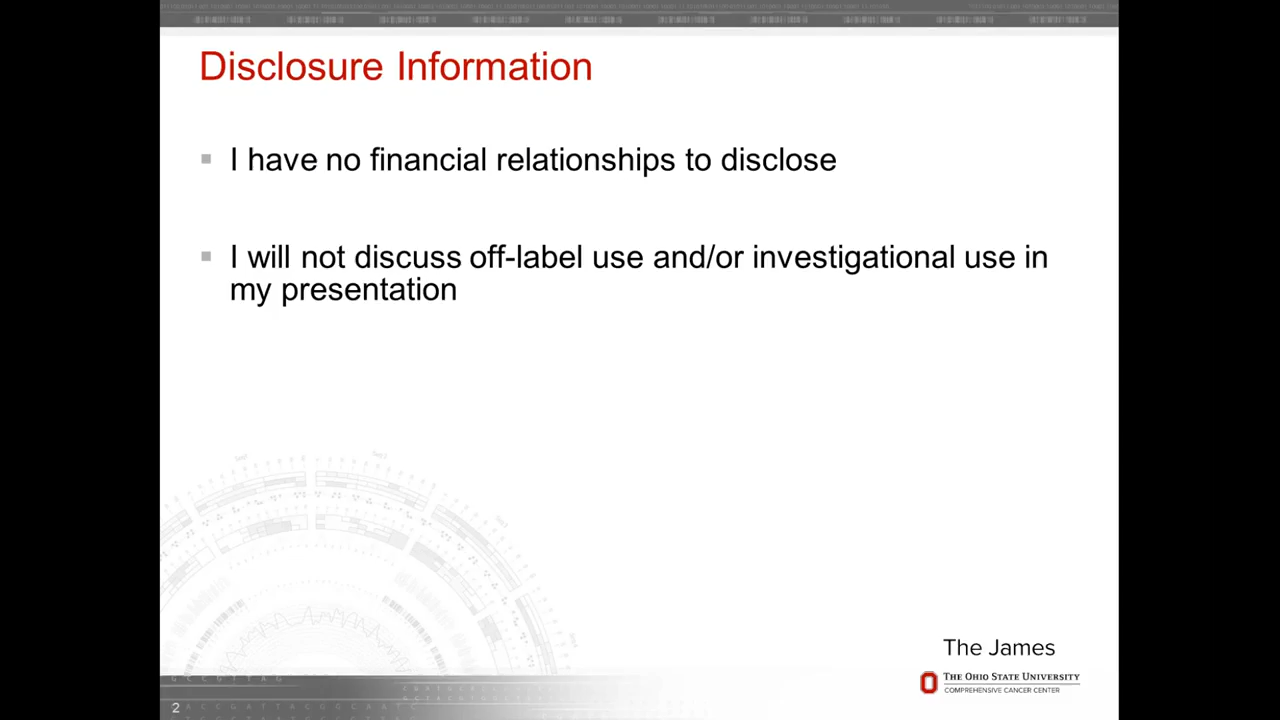 Disclosure Information
I have no financial relationships to disclose
I will not discuss off-label use and/or investigational use in
my presentation
The James
THE OHIO STATE UNIVERSITY
COMPREHENSIVE CANCER CENTER
2